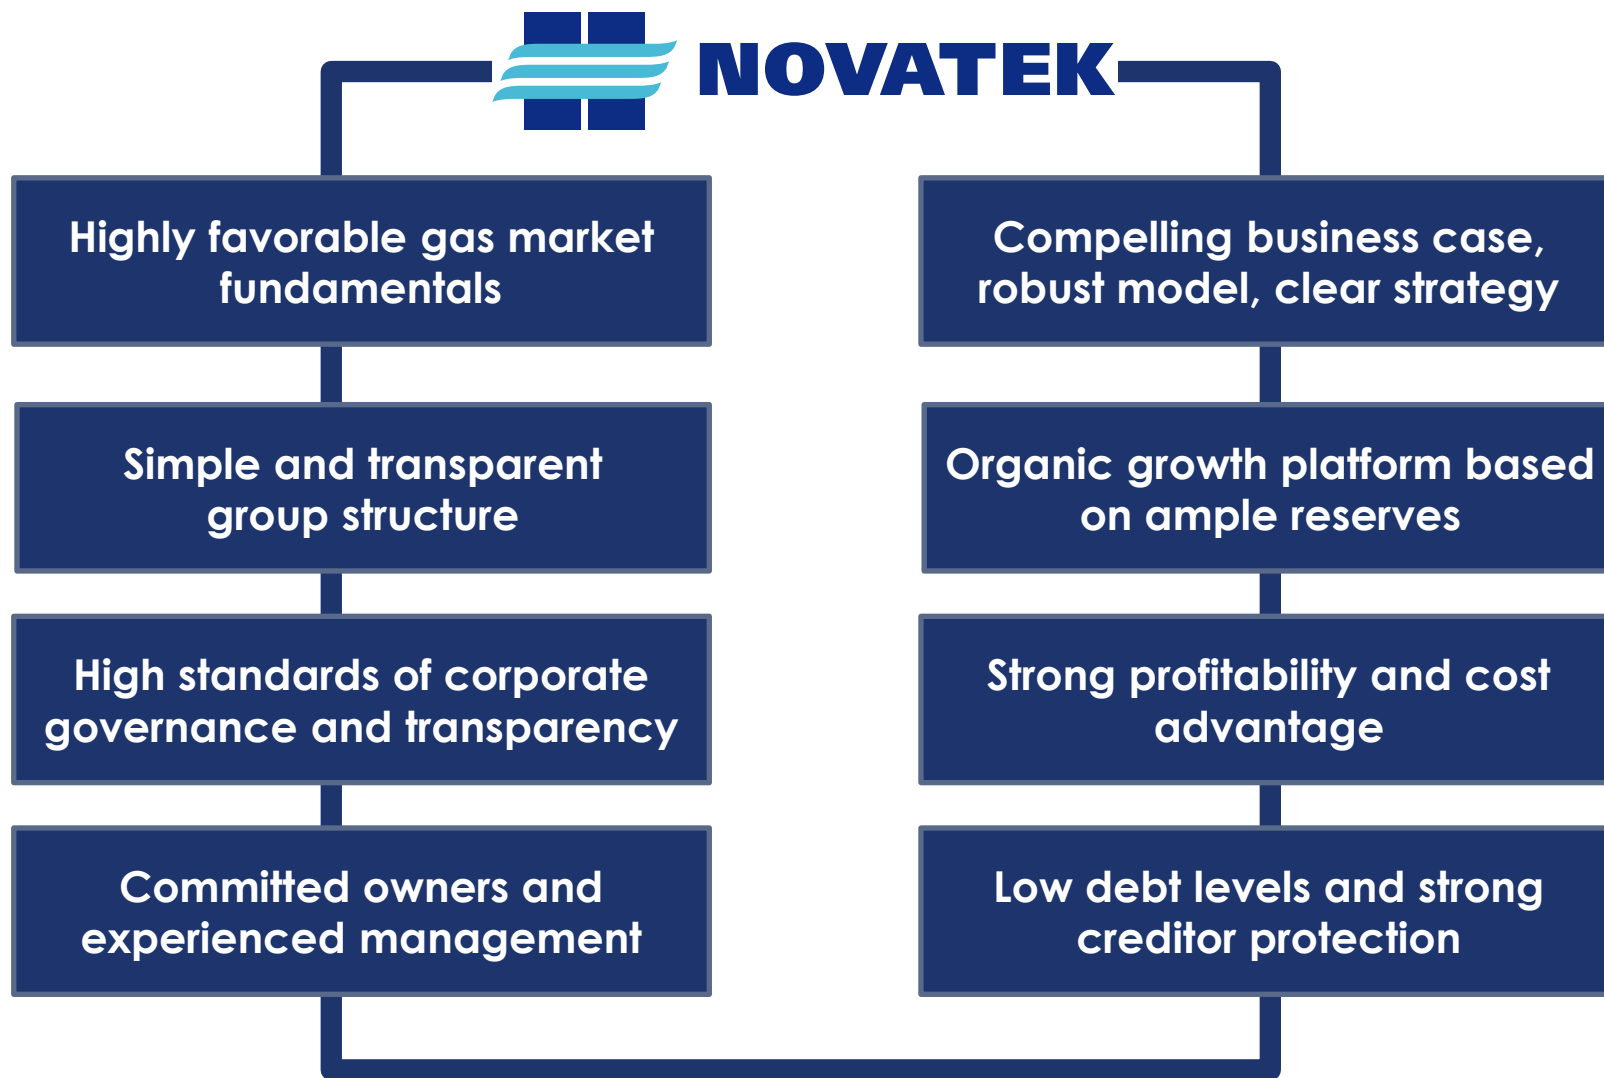 NOVATEK
Highly favorable gas market
fundamentals
Simple and transparent
group structure
High standards of corporate
governance and transparency
Committed owners and
experienced management
Compelling business case,
robust model, clear strategy
Organic growth platform based
on ample reserves
Strong profitability and cost
advantage
Low debt levels and strong
creditor protection